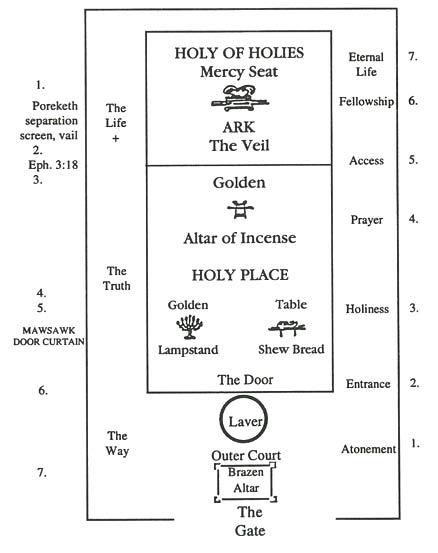 HOLY OF HOLIES
Mercy Seat
ARK
The Veil
Golden
Altar of Incense
HOLY PLACE
Golden
Table
Lampstand
Shew Bread
The Door
Laver
Outer Court
Brazen
Altar
The
Gate
1.
Poreketh
separation
screen, vail
2.
Eph. 3:18
3.
4.
5.
MAWSAWK
DOOR CURTAIN
6.
7.
The
Life
+
The
Truth
The
Way
Eternal
Life
7.
Fellowship
6.
Access
5.
Prayer
4.
Holiness
3.
Entrance
2.
Atonement
1.